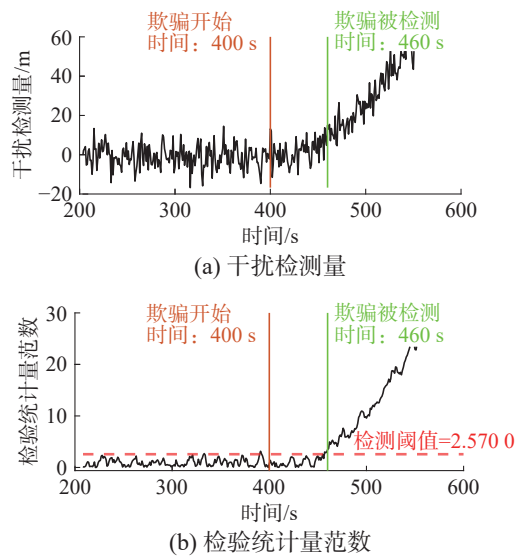 欺骗开始
时间：400 s
欺骗被检测
时间：460 s
干扰检测量/m
60
40
20
0
−20
200
300
400
500
600
时间/s
(a) 干扰检测量
欺骗开始
时间：400 s
欺骗被检测
时间：460 s
检验统计量范数
30
20
10
0
检测阈值=2.570 0
200
300
400
500
600
时间/s
(b) 检验统计量范数